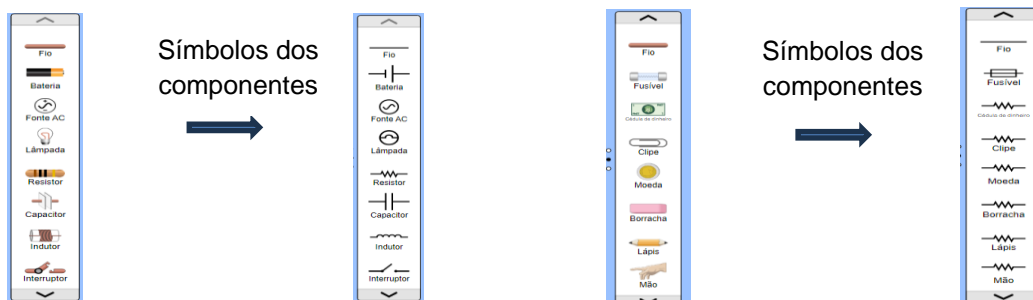 Fio
Bateria
Fonte AC
Lâmpada
Resistor
Capacitor
Indutor
Interruptor
Símbolos dos
componentes
Fio
Bateria
Fonte AC
Lâmpada
Resistor
Capacitor
Indutor
Interruptor
Fio
Fusível
Cédula de dinheiro
Clipe
Moeda
Borracha
Lápis
Mão
Símbolos dos
componentes
Fio
Fusível
Cédula de dinheiro
Clipe
Moeda
Borracha
Lápis
Mão